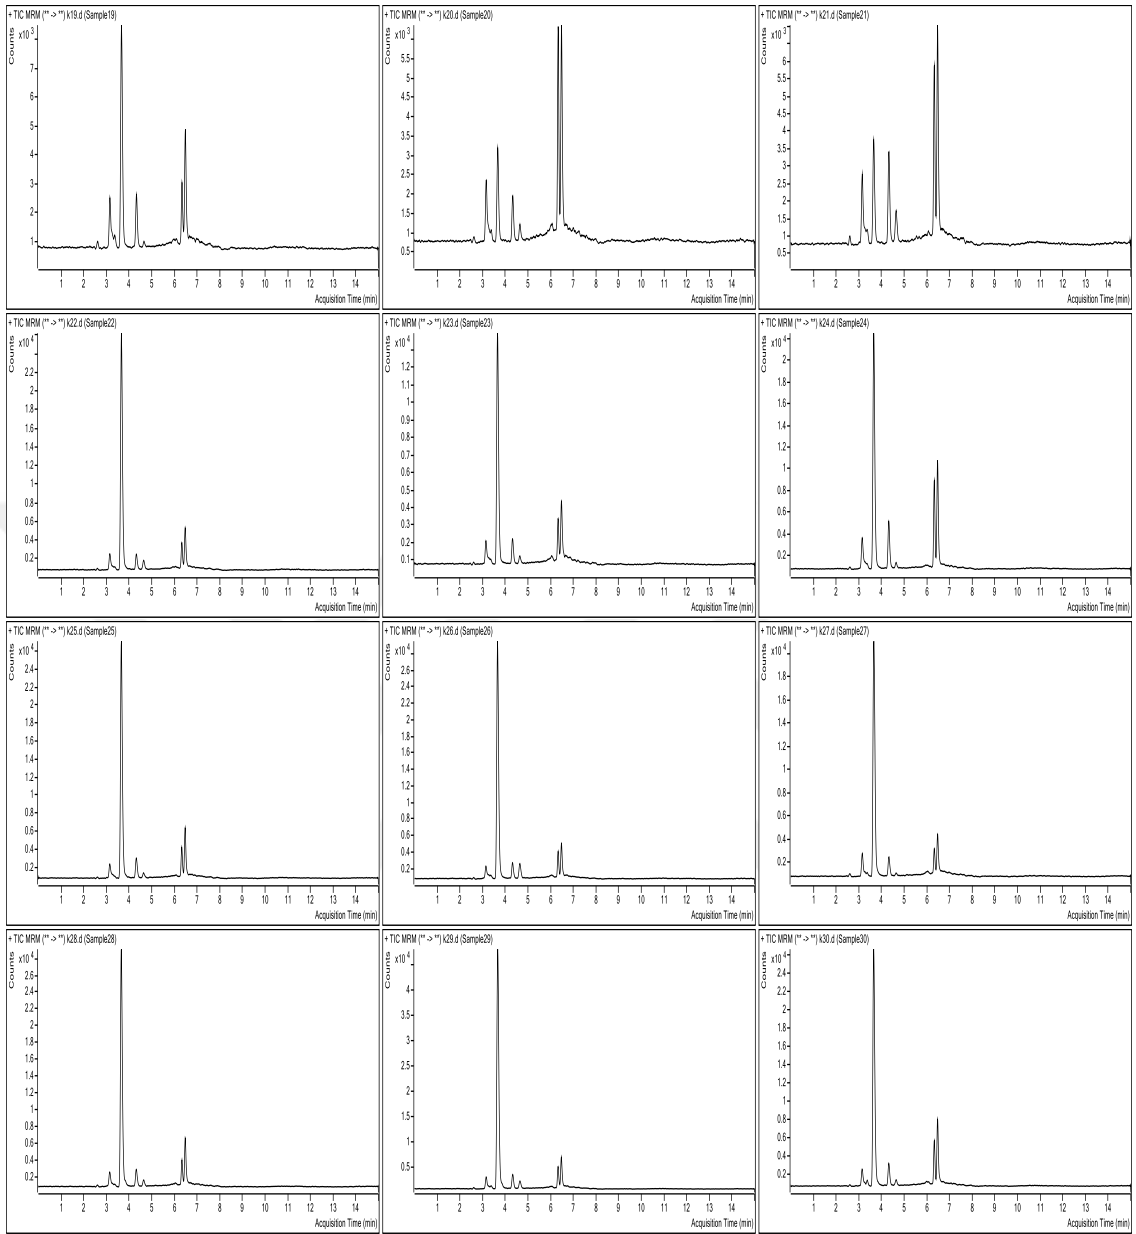 + TIC MRM (** -> **) k19.d (Sample19)
Counts
x10 3
7
6
5
4
3
2
1
1 2 3 4 5 6 7 8 9 10 11 12 13 14
Acquisition Time (min)
+ TIC MRM (** -> **) k20.d (Sample20)
Counts
x10 3
5.5
5
4.5
4
3.5
3
2.5
2
1.5
1
0.5
1 2 3 4 5 6 7 8 9 10 11 12 13 14
Acquisition Time (min)
+ TIC MRM (** -> **) k21.d (Sample21)
Counts
x10 3
6
5.5
5
4.5
4
3.5
3
2.5
2
1.5
1
0.5
1 2 3 4 5 6 7 8 9 10 11 12 13 14
Acquisition Time (min)
+ TIC MRM (** -> **) k22.d (Sample22)
Counts
x10 4
2.2
2
1.8
1.6
1.4
1.2
1
0.8
0.6
0.4
0.2
1 2 3 4 5 6 7 8 9 10 11 12 13 14
Acquisition Time (min)
+ TIC MRM (** -> **) k23.d (Sample23)
Counts
x10 4
1.2
1.1
1
0.9
0.8
0.7
0.6
0.5
0.4
0.3
0.2
0.1
1 2 3 4 5 6 7 8 9 10 11 12 13 14
Acquisition Time (min)
+ TIC MRM (** -> **) k24.d (Sample24)
Counts
x10 4
2
1.8
1.6
1.4
1.2
1
0.8
0.6
0.4
0.2
1 2 3 4 5 6 7 8 9 10 11 12 13 14
Acquisition Time (min)
+ TIC MRM (** -> **) k25.d (Sample25)
Counts
x10 4
2.4
2.2
2
1.8
1.6
1.4
1.2
1
0.8
0.6
0.4
0.2
1 2 3 4 5 6 7 8 9 10 11 12 13 14
Acquisition Time (min)
+ TIC MRM (** -> **) k26.d (Sample26)
Counts
x10 4
2.6
2.4
2.2
2
1.8
1.6
1.4
1.2
1
0.8
0.6
0.4
0.2
1 2 3 4 5 6 7 8 9 10 11 12 13 14
Acquisition Time (min)
+ TIC MRM (** -> **) k27.d (Sample27)
Counts
x10 4
1.8
1.6
1.4
1.2
1
0.8
0.6
0.4
0.2
1 2 3 4 5 6 7 8 9 10 11 12 13 14
Acquisition Time (min)
+ TIC MRM (** -> **) k28.d (Sample28)
Counts
x10 4
2.6
2.4
2.2
2
1.8
1.6
1.4
1.2
1
0.8
0.6
0.4
0.2
1 2 3 4 5 6 7 8 9 10 11 12 13 14
Acquisition Time (min)
+ TIC MRM (** -> **) k29.d (Sample29)
Counts
x10 4
4
3.5
3
2.5
2
1.5
1
0.5
1 2 3 4 5 6 7 8 9 10 11 12 13 14
Acquisition Time (min)
+ TIC MRM (** -> **) k30.d (Sample30)
Counts
x10 4
2.4
2.2
2
1.8
1.6
1.4
1.2
1
0.8
0.6
0.4
0.2
1 2 3 4 5 6 7 8 9 10 11 12 13 14
Acquisition Time (min)